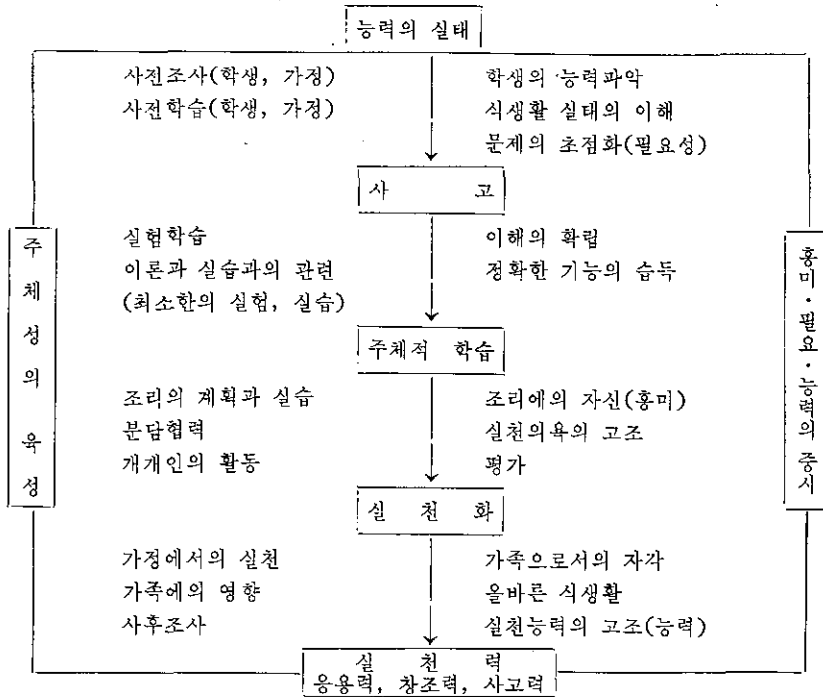 능력의 실태
사전조사(학생, 가정)
사전학습(학생, 가정)
학생의 능력파악
식생활 실태의 이해
문제의 초점화(필요성)
사 고
주체성의 육성
실험학습
이론과 실습과의 관련
(최소한의 실험, 실습)
이해의 확립
정확한 기능의 습득
흥미·필요·능력의 중시
주체적 학습
조리의 계획과 실습
분담협력
개개인의 활동
조리에의 자신(흥미)
실천의욕의 고조
평가
실 천 화
가정에서의 실천
가족에의 영향
사후조사
가족으로서의 자각
올바른 식생활
실천능력의 고조(능력)
실 천 력
응용력, 창조력, 사고력